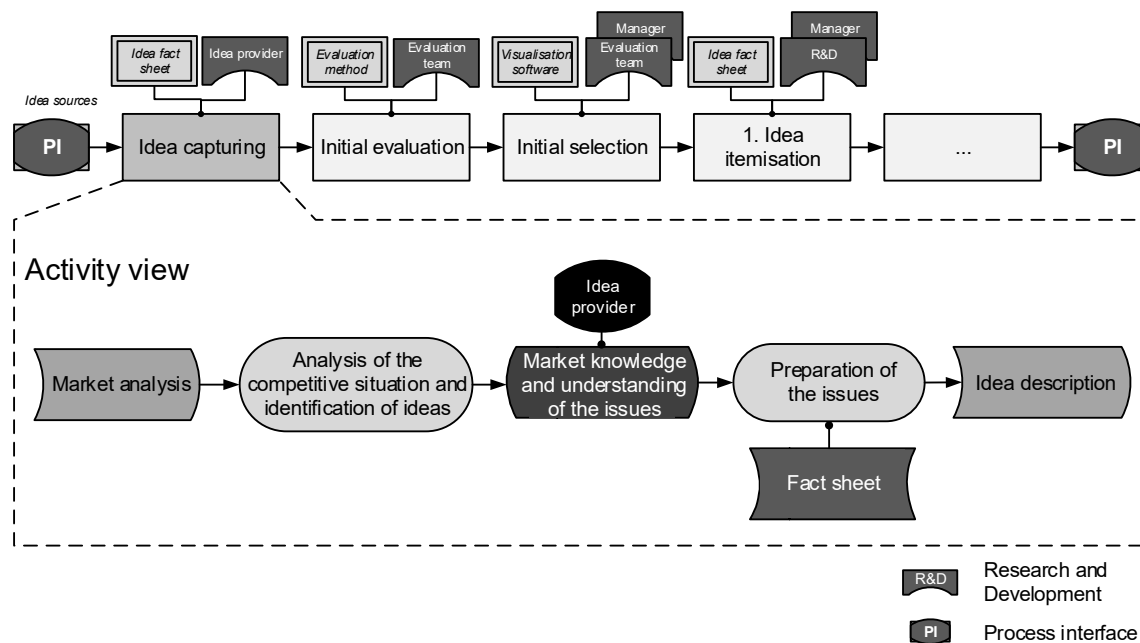 Manager
Manager
Idea fact
sheet
Idea provider
Evaluation
method
Evaluation
team
Visualisation
software
Evaluation
team
Idea fact
sheet
R&D
Idea sources
PI
Idea capturing
Initial evaluation
Initial selection
1. Idea
itemisation
...
PI
Activity view
Idea
provider
Market analysis
Analysis of the
competitive situation and
identification of ideas
Market knowledge
and understanding
of the issues
Preparation of
the issues
Idea description
Fact sheet
R&D
Research and
Development
PI
Process interface